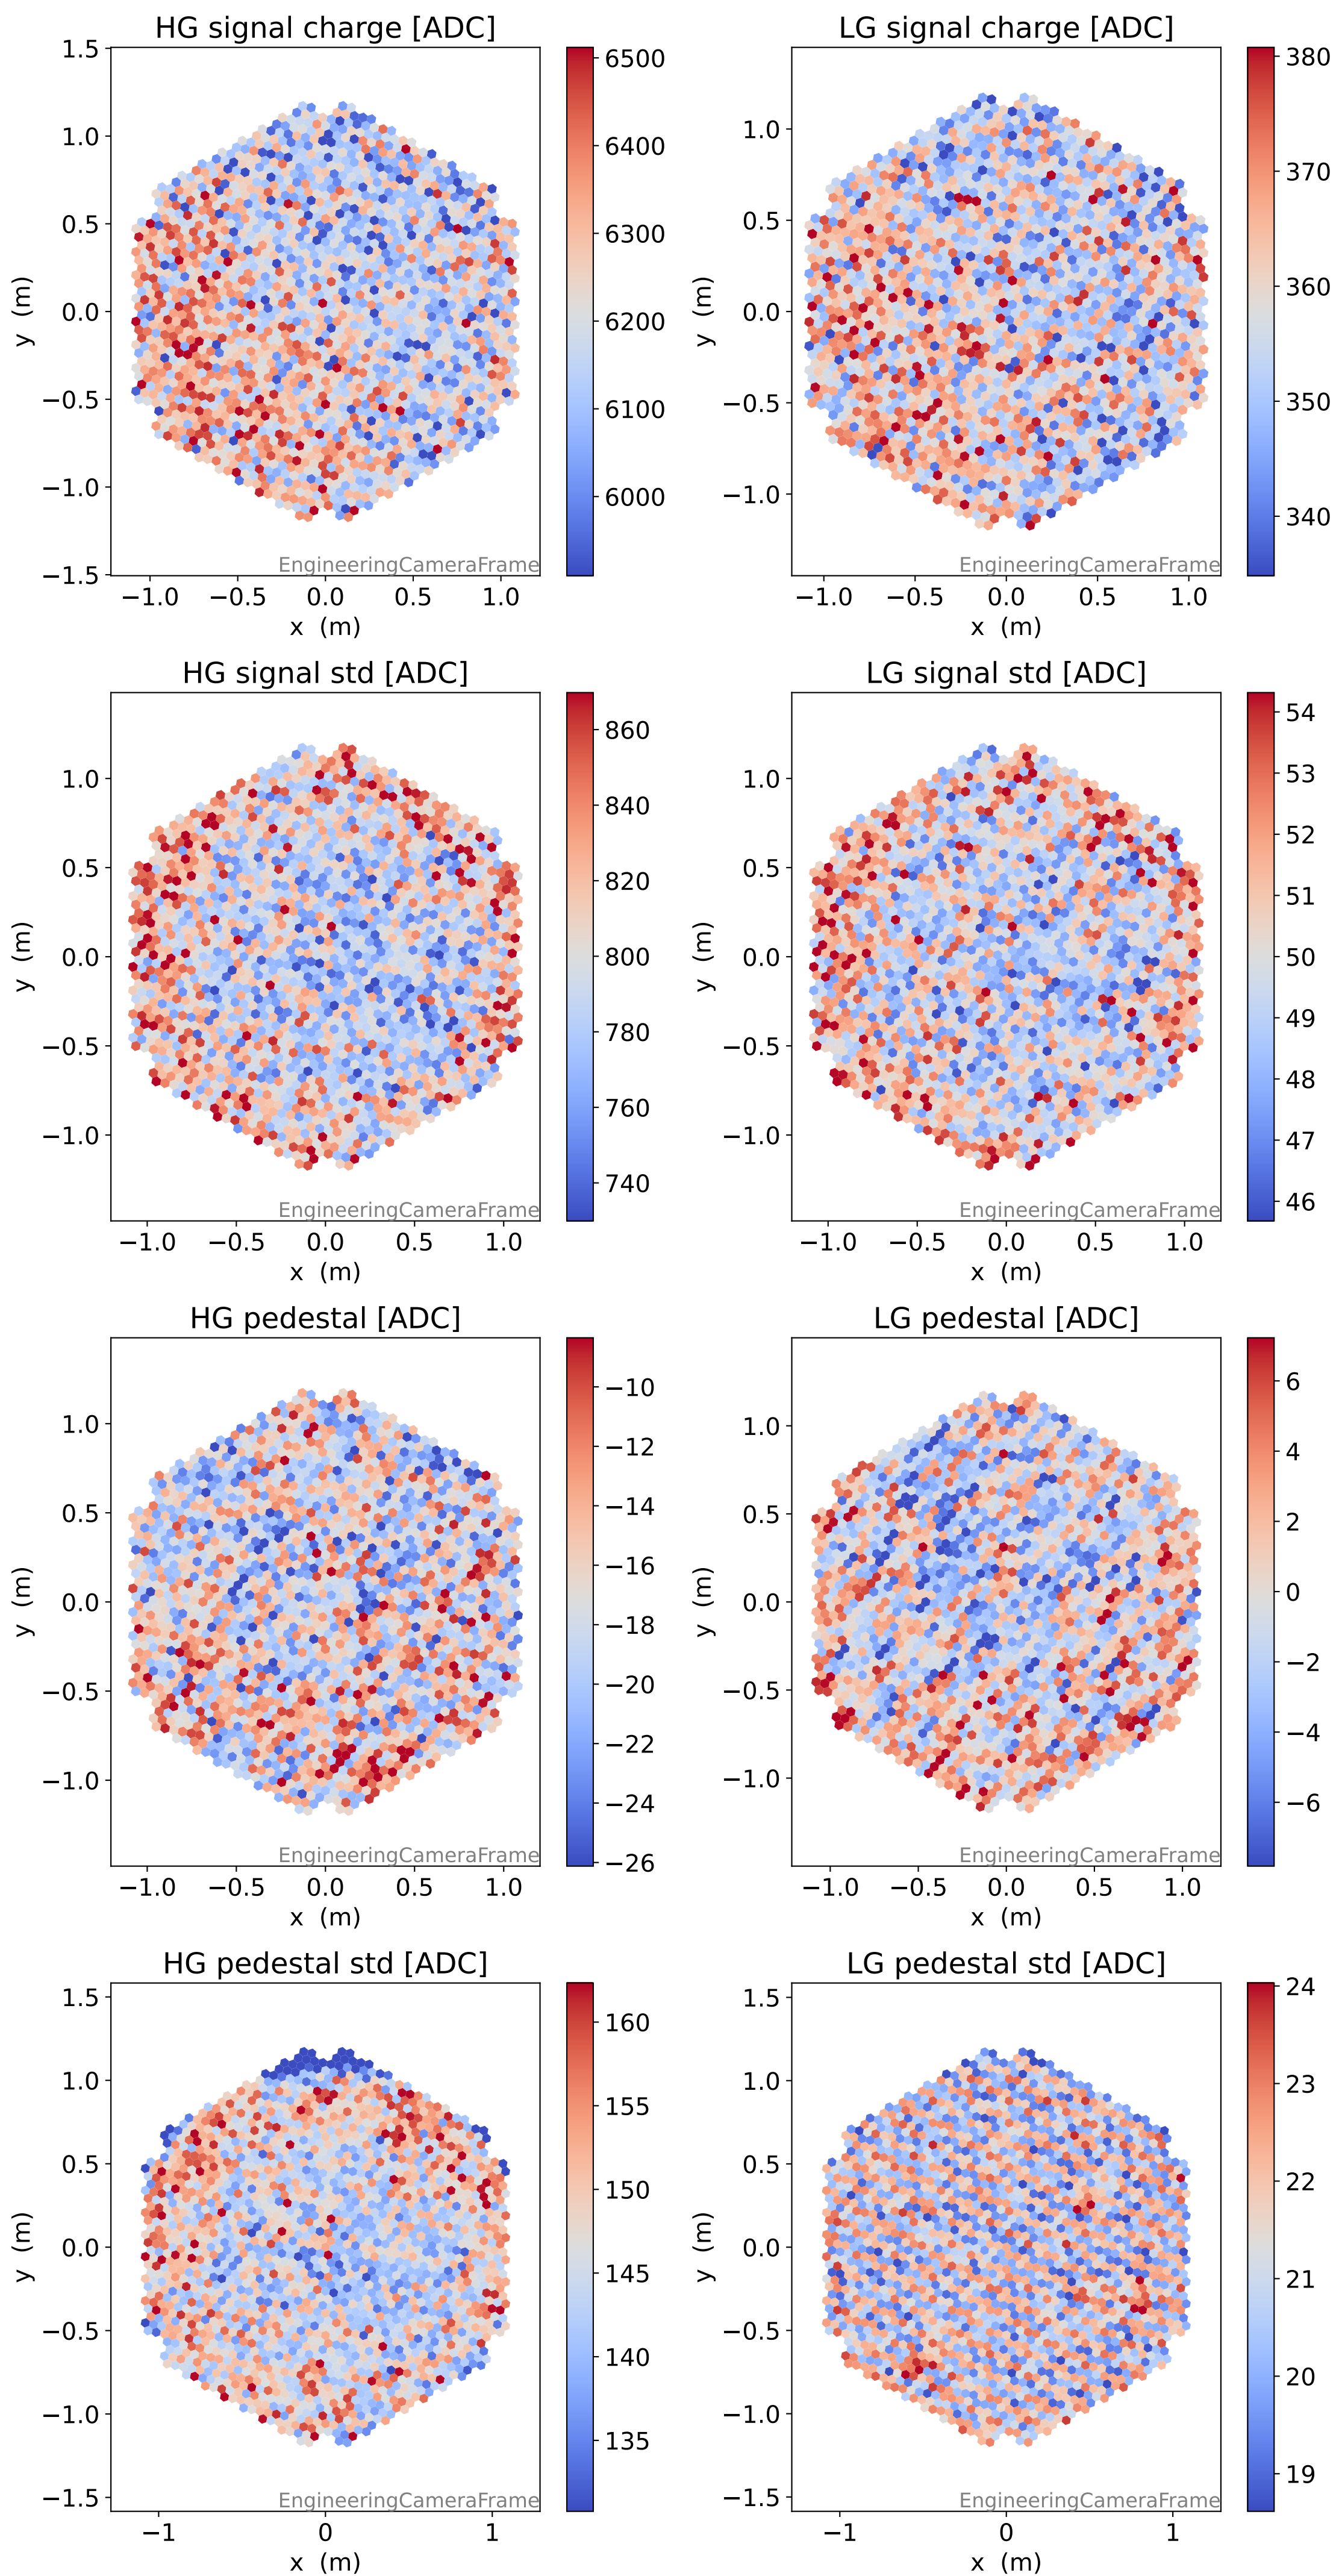 HG signal charge [ADC]
1.5
1.0
0.5
0.0
−0.5
−1.0
−1.5
y (m)
−1.0 −0.5 0.0 0.5 1.0
x (m)
EngineeringCameraFrame
6500
6400
6300
6200
6100
6000
LG signal charge [ADC]
1.0
0.5
0.0
−0.5
−1.0
y (m)
−1.0 −0.5 0.0 0.5 1.0
x (m)
EngineeringCameraFrame
380
370
360
350
340
HG signal std [ADC]
1.0
0.5
0.0
−0.5
−1.0
y (m)
−1.0 −0.5 0.0 0.5 1.0
x (m)
EngineeringCameraFrame
860
840
820
800
780
760
740
LG signal std [ADC]
1.0
0.5
0.0
−0.5
−1.0
y (m)
−1.0 −0.5 0.0 0.5 1.0
x (m)
EngineeringCameraFrame
54
53
52
51
50
49
48
47
46
HG pedestal [ADC]
1.0
0.5
0.0
−0.5
−1.0
y (m)
−1.0 −0.5 0.0 0.5 1.0
x (m)
EngineeringCameraFrame
−10
−12
−14
−16
−18
−20
−22
−24
−26
LG pedestal [ADC]
1.0
0.5
0.0
−0.5
−1.0
y (m)
−1.0 −0.5 0.0 0.5 1.0
x (m)
EngineeringCameraFrame
6
4
2
0
−2
−4
−6
HG pedestal std [ADC]
1.5
1.0
0.5
0.0
−0.5
−1.0
−1.5
y (m)
−1 0 1
x (m)
EngineeringCameraFrame
160
155
150
145
140
135
LG pedestal std [ADC]
1.5
1.0
0.5
0.0
−0.5
−1.0
−1.5
y (m)
−1 0 1
x (m)
EngineeringCameraFrame
24
23
22
21
20
19